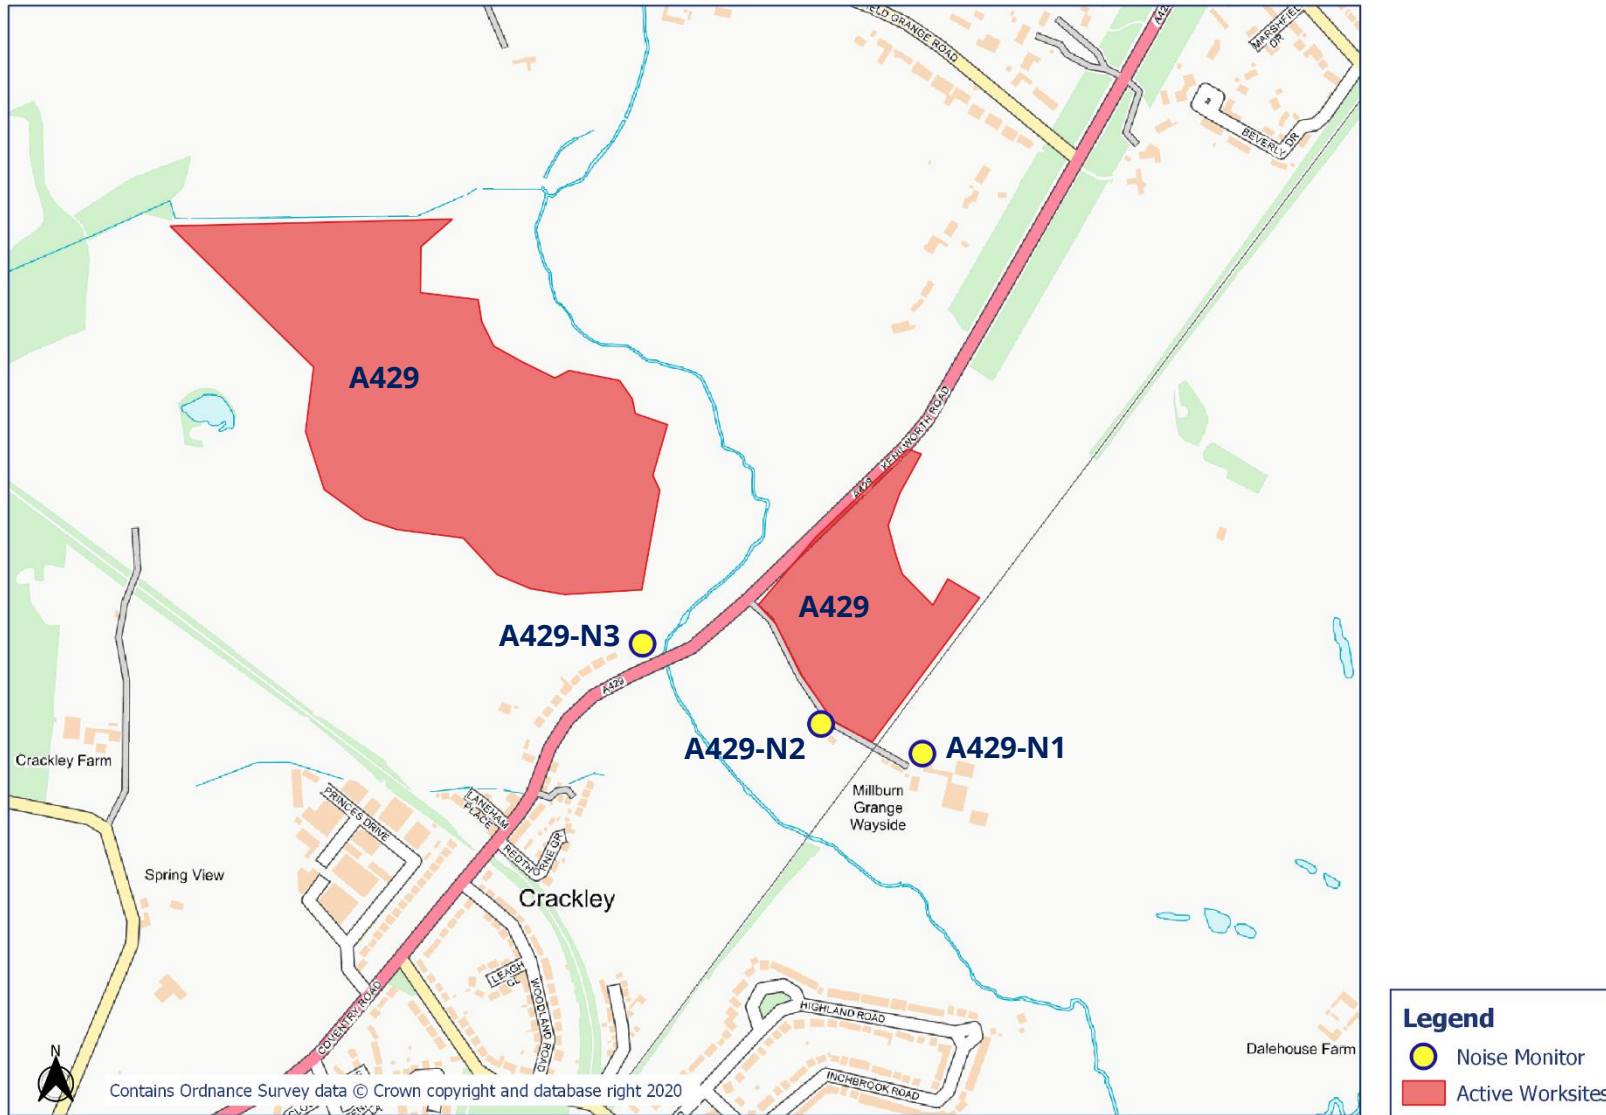 A429
ELD GRANGE ROAD
MARSHFIELD
DR
BEVERLY DR
A429
KENILWORTH ROAD
A429
A429
A429-N3
A429
A429-N2
A429-N1
Crackley Farm
Millburn
Grange
Wayside
PRINCES DRIVE
LANEHAM
PLACE
REDTHORNE GR
Spring View
Crackley
LEAGH
CL
WOODLAND ROAD
COVENTRY ROAD
HIGHLAND ROAD
INCHBROOK ROAD
Dalehouse Farm
N
Contains Ordnance Survey data © Crown copyright and database right 2020
Legend
Noise Monitor
Active Worksites